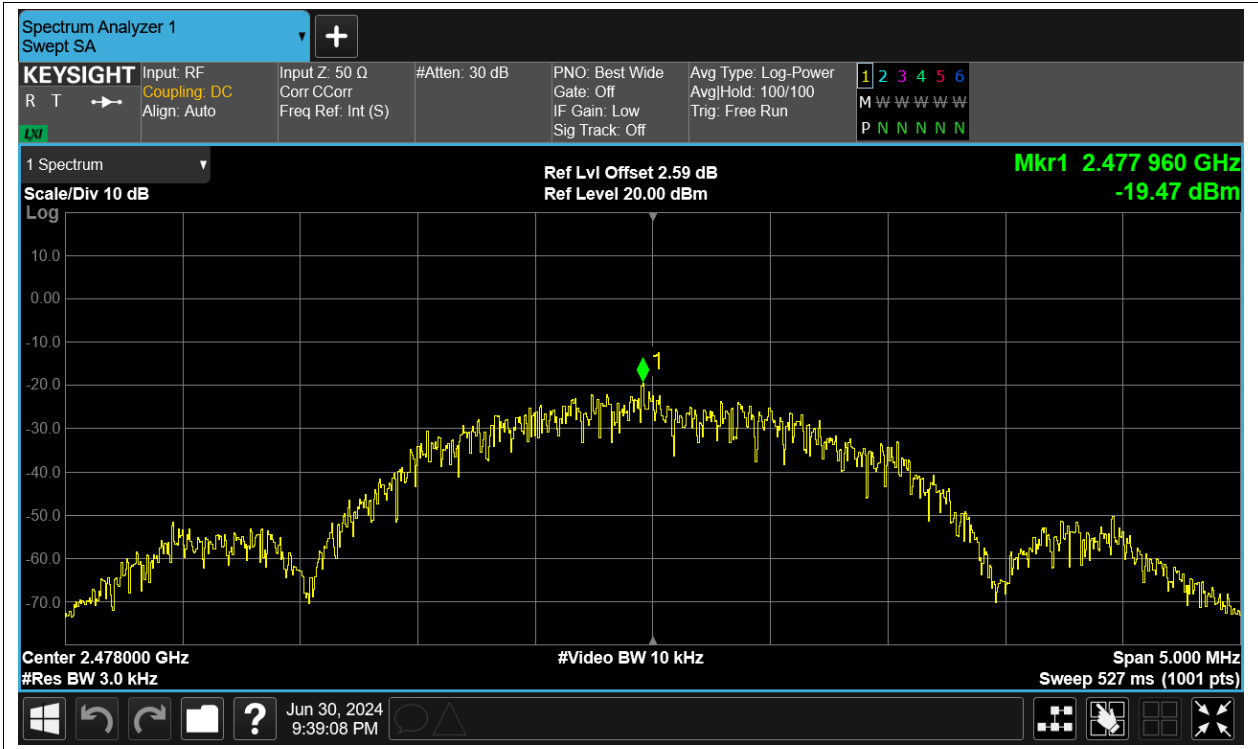 Spectrum Analyzer 1
Swept SA
KEYSIGHT
R T
LXI
Input: RF
Coupling: DC
Align: Auto
Input Z: 50 Ω
Corr CCorr
Freq Ref: Int (S)
#Atten: 30 dB
PNO: Best Wide
Gate: Off
IF Gain: Low
Sig Track: Off
Avg Type: Log-Power
Avg|Hold: 100/100
Trig: Free Run
1 2 3 4 5 6
M W W W W W
P N N N N N
1 Spectrum
Scale/Div 10 dB
Ref Lvl Offset 2.59 dB
Ref Level 20.00 dBm
Mkr1 2.477 960 GHz
-19.47 dBm
Log
10.0
0.00
-10.0
-20.0
-30.0
-40.0
-50.0
-60.0
-70.0
1
Center 2.478000 GHz
#Res BW 3.0 kHz
#Video BW 10 kHz
Span 5.000 MHz
Sweep 527 ms (1001 pts)
?
Jun 30, 2024
9:39:08 PM